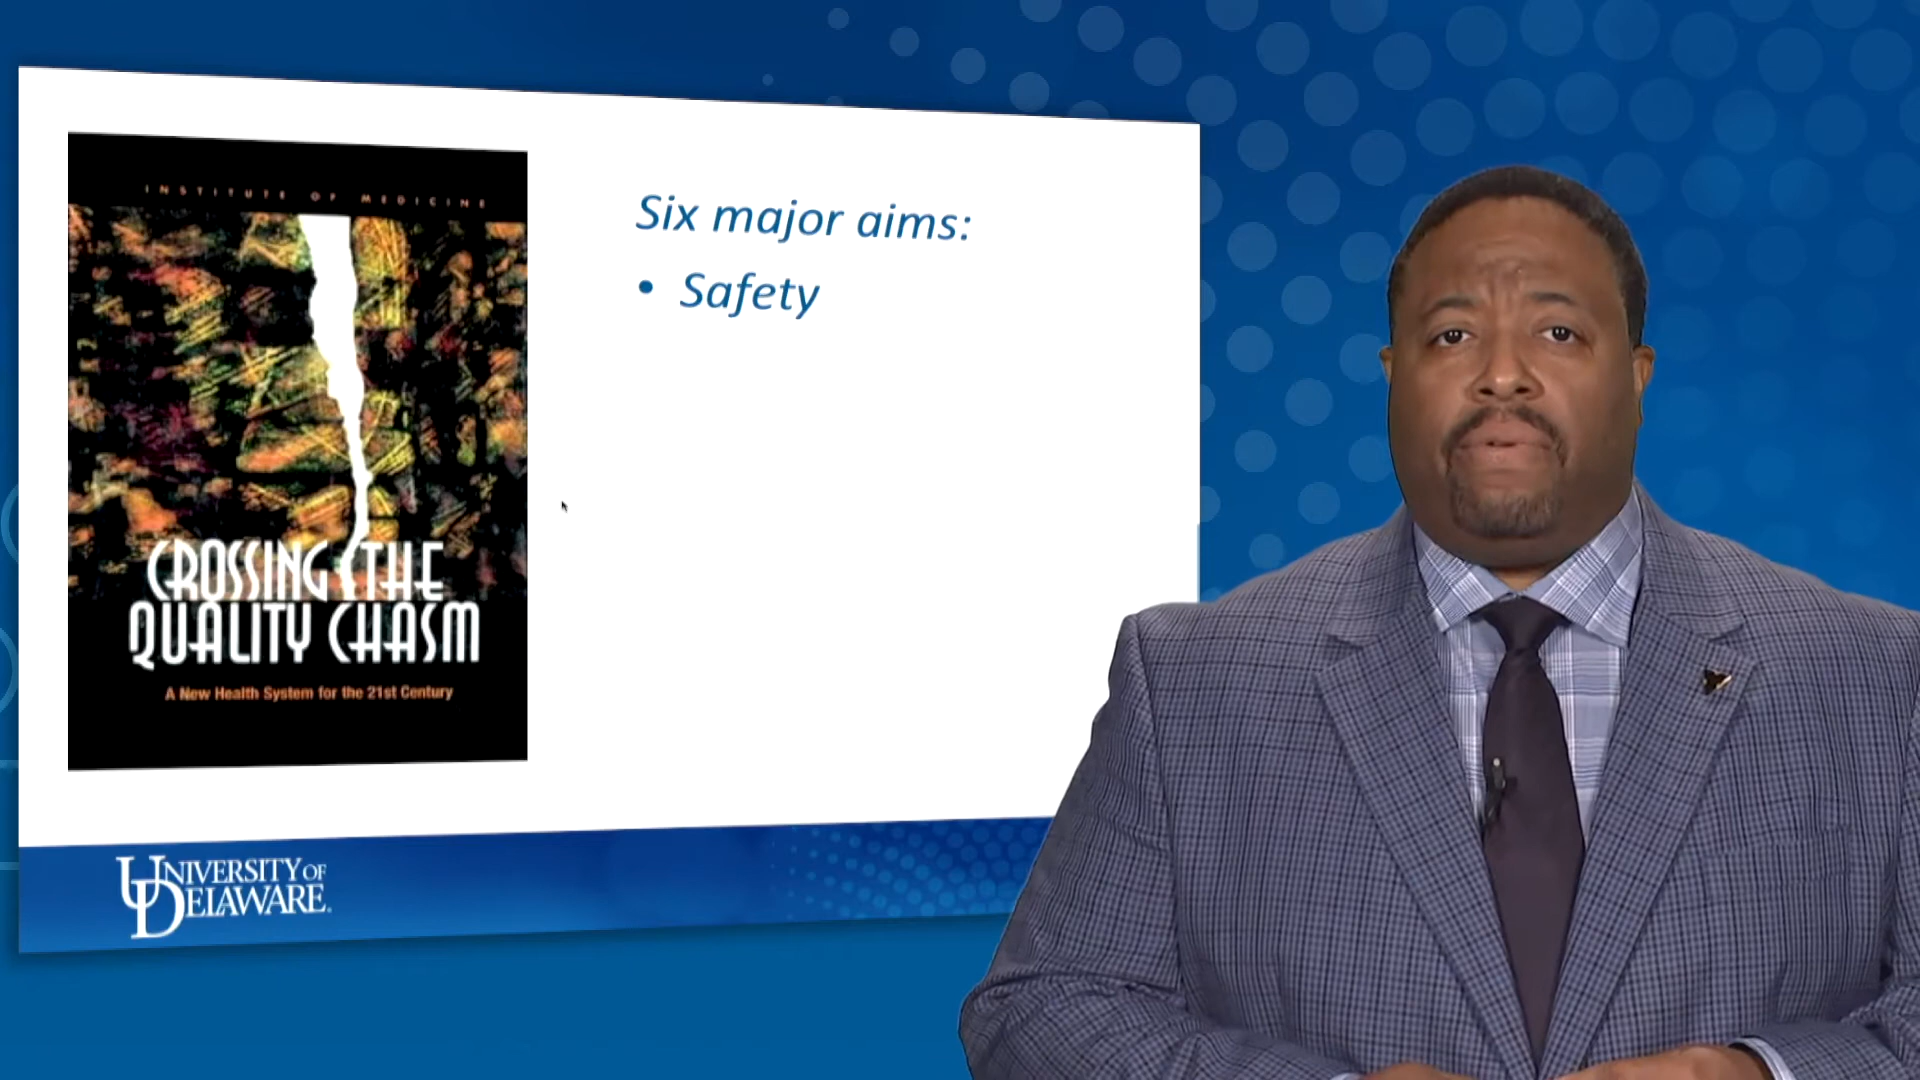 INSTITUTE OF MEDICINE
CROSSING THE
QUALITY CHASM
A New Health System for the 21st Century
Six major aims:
• Safety
UNIVERSITY OF
DELAWARE